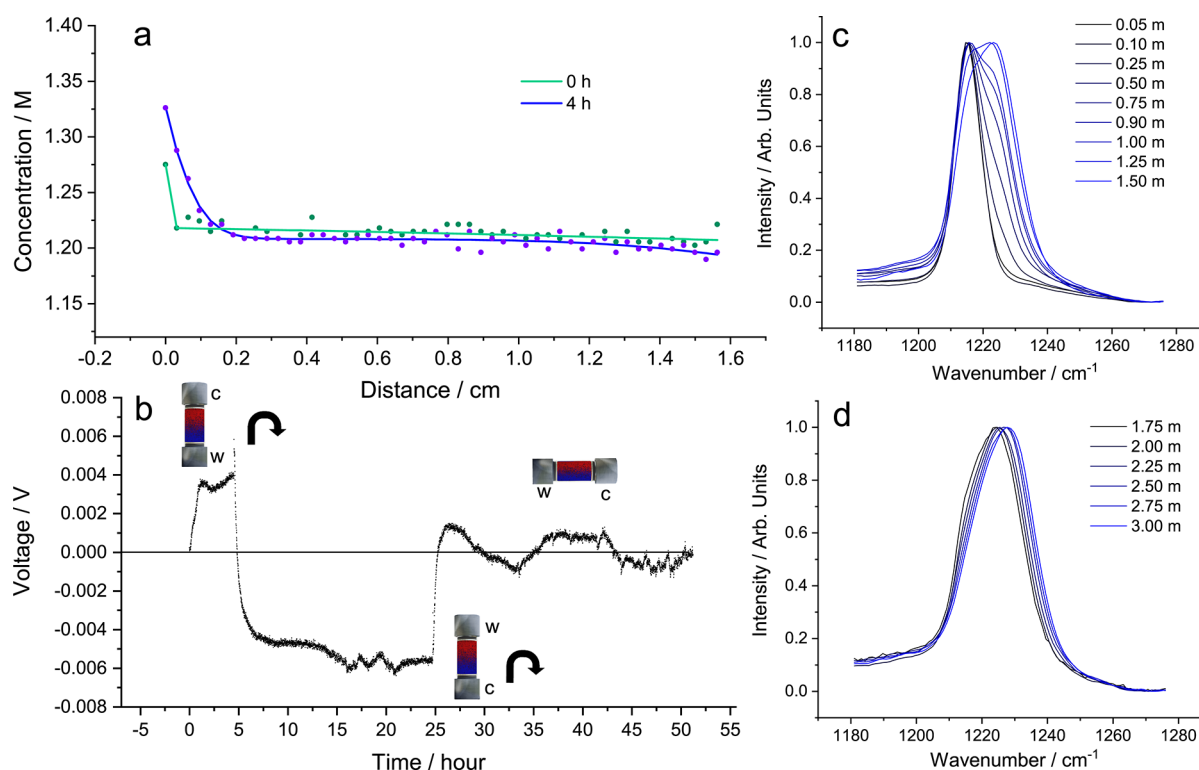 a
1.40
1.35
1.30
1.25
1.20
1.15
Concentration / M
0 h
4 h
-0.2
0.0
0.2
0.4
0.6
0.8
1.0
1.2
1.4
1.6
Distance / cm
b
0.008
0.006
0.004
0.002
0.000
-0.002
-0.004
-0.006
-0.008
Voltage / V
c
w
w
c
w
c
-5
0
5
10
15
20
25
30
35
40
45
50
55
Time / hour
c
1.0
0.8
0.6
0.4
0.2
0.0
Intensity / Arb. Units
0.05 m
0.10 m
0.25 m
0.50 m
0.75 m
0.90 m
1.00 m
1.25 m
1.50 m
1180
1200
1220
1240
1260
1280
Wavenumber / cm⁻¹
d
1.0
0.8
0.6
0.4
0.2
0.0
Intensity / Arb. Units
1.75 m
2.00 m
2.25 m
2.50 m
2.75 m
3.00 m
1180
1200
1220
1240
1260
1280
Wavenumber / cm⁻¹